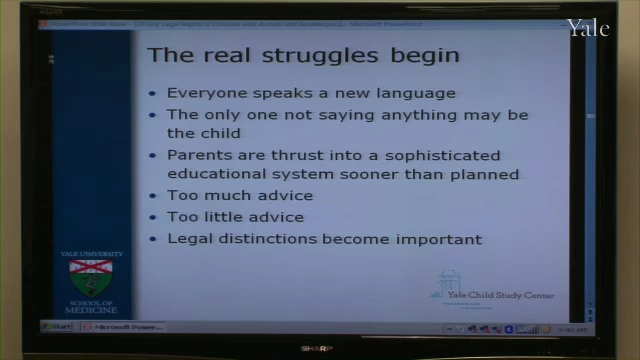 Yale
The real struggles begin
• Everyone speaks a new language
• The only one not saying anything may be
the child
• Parents are thrust into a sophisticated
educational system sooner than planned
• Too much advice
• Too little advice
• Legal distinctions become important
YALE UNIVERSITY
SCHOOL OF
MEDICINE
Yale Child Study Center
Start
Microsoft Power...
SHARP